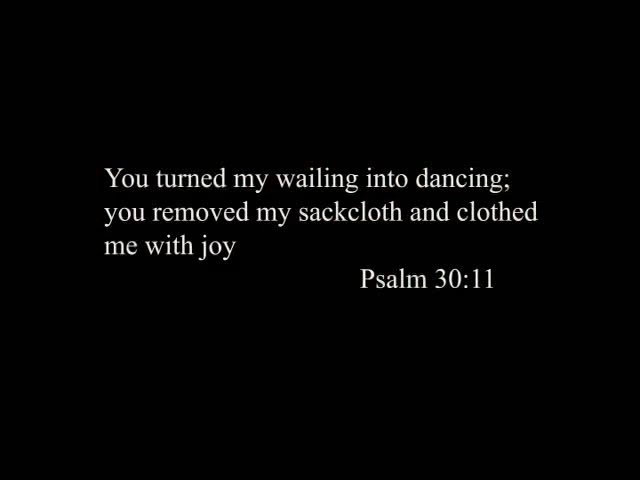 You turned my wailing into dancing;
you removed my sackcloth and clothed
me with joy
Psalm 30:11